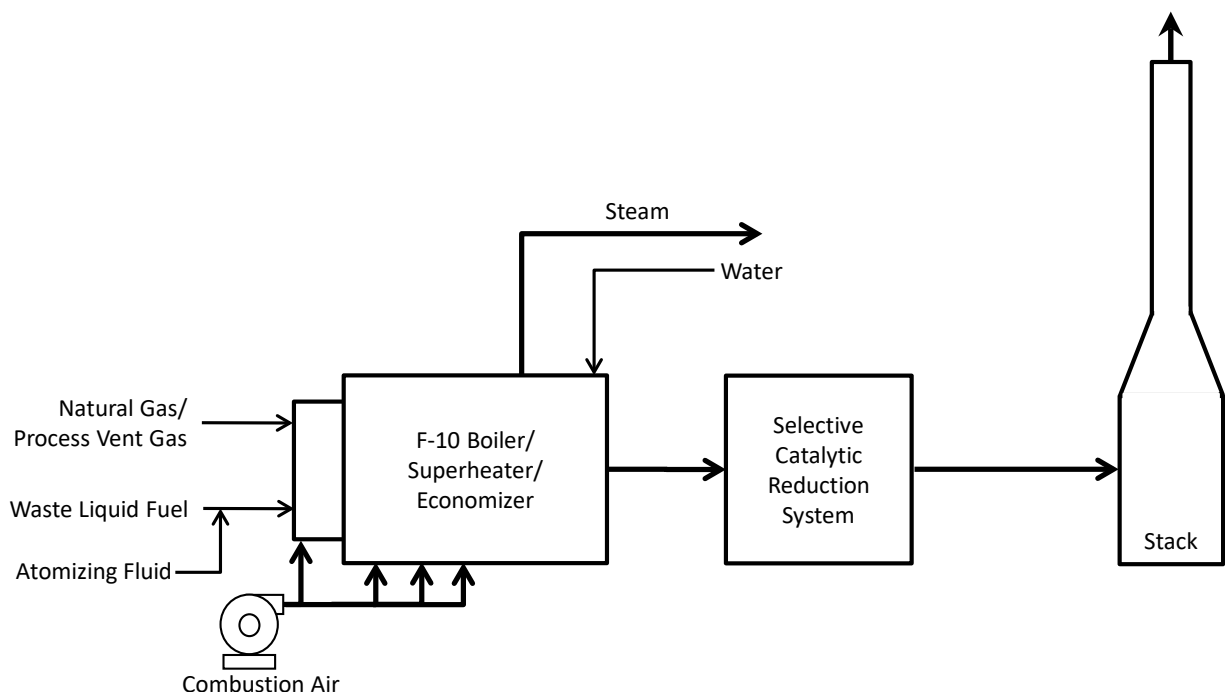 Steam
Water
Natural Gas/
Process Vent Gas
Waste Liquid Fuel
Atomizing Fluid
Combustion Air
F-10 Boiler/
Superheater/
Economizer
Selective
Catalytic
Reduction
System
Stack